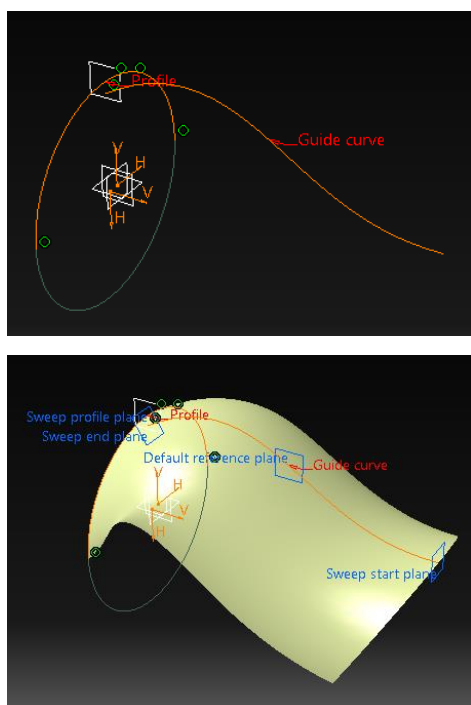 Profile
Guide curve
V
H
V
H
Sweep profile plane
Profile
Sweep end plane
Default reference plane
Guide curve
V
H
V
H
Sweep start plane